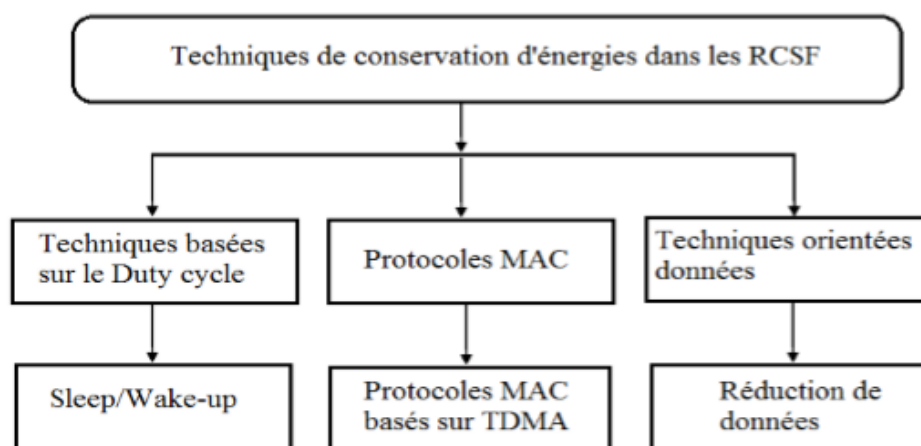 Techniques de conservation d'énergies dans les RCSF
Techniques basées
sur le Duty cycle
Protocoles MAC
Techniques orientées
données
Sleep/Wake-up
Protocoles MAC
basés sur TDMA
Réduction de
données